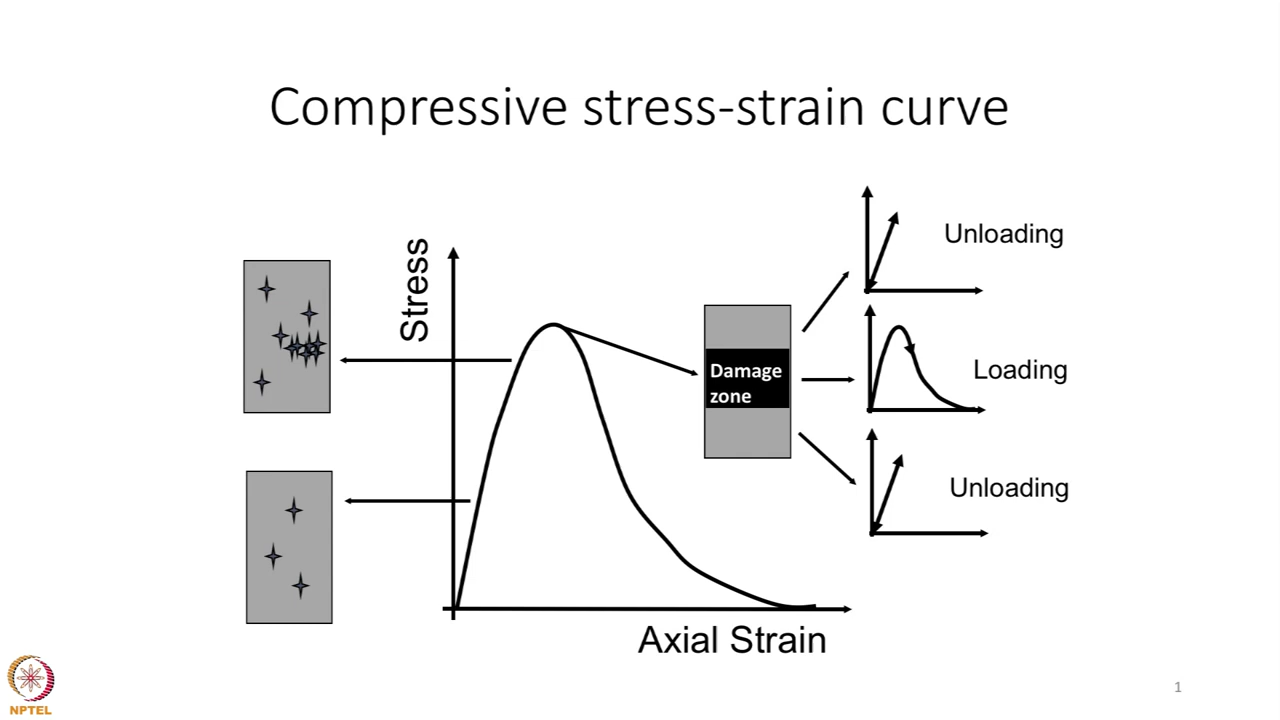 Compressive stress-strain curve
Stress
Axial Strain
Damage
zone
Unloading
Loading
Unloading
NPTEL
1